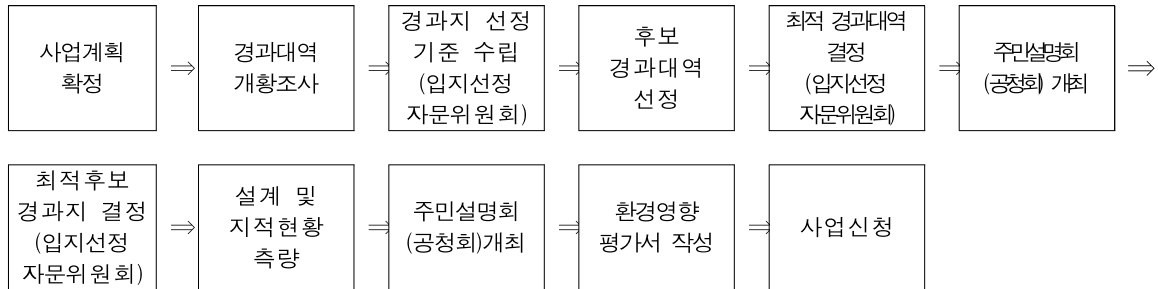 사업계획
확정
⇒
경과대역
개황조사
⇒
경과지 선정
기준 수립
(입지선정
자문위원회)
⇒
후보
경과대역
선정
⇒
최적 경과대역
결정
(입지선정
자문위원회)
⇒
주민설명회
(공청회) 개최
⇒
최적후보
경과지 결정
(입지선정
자문위원회)
⇒
설계 및
지적현황
측량
⇒
주민설명회
(공청회)개최
⇒
환경영향
평가서 작성
⇒
사업신청